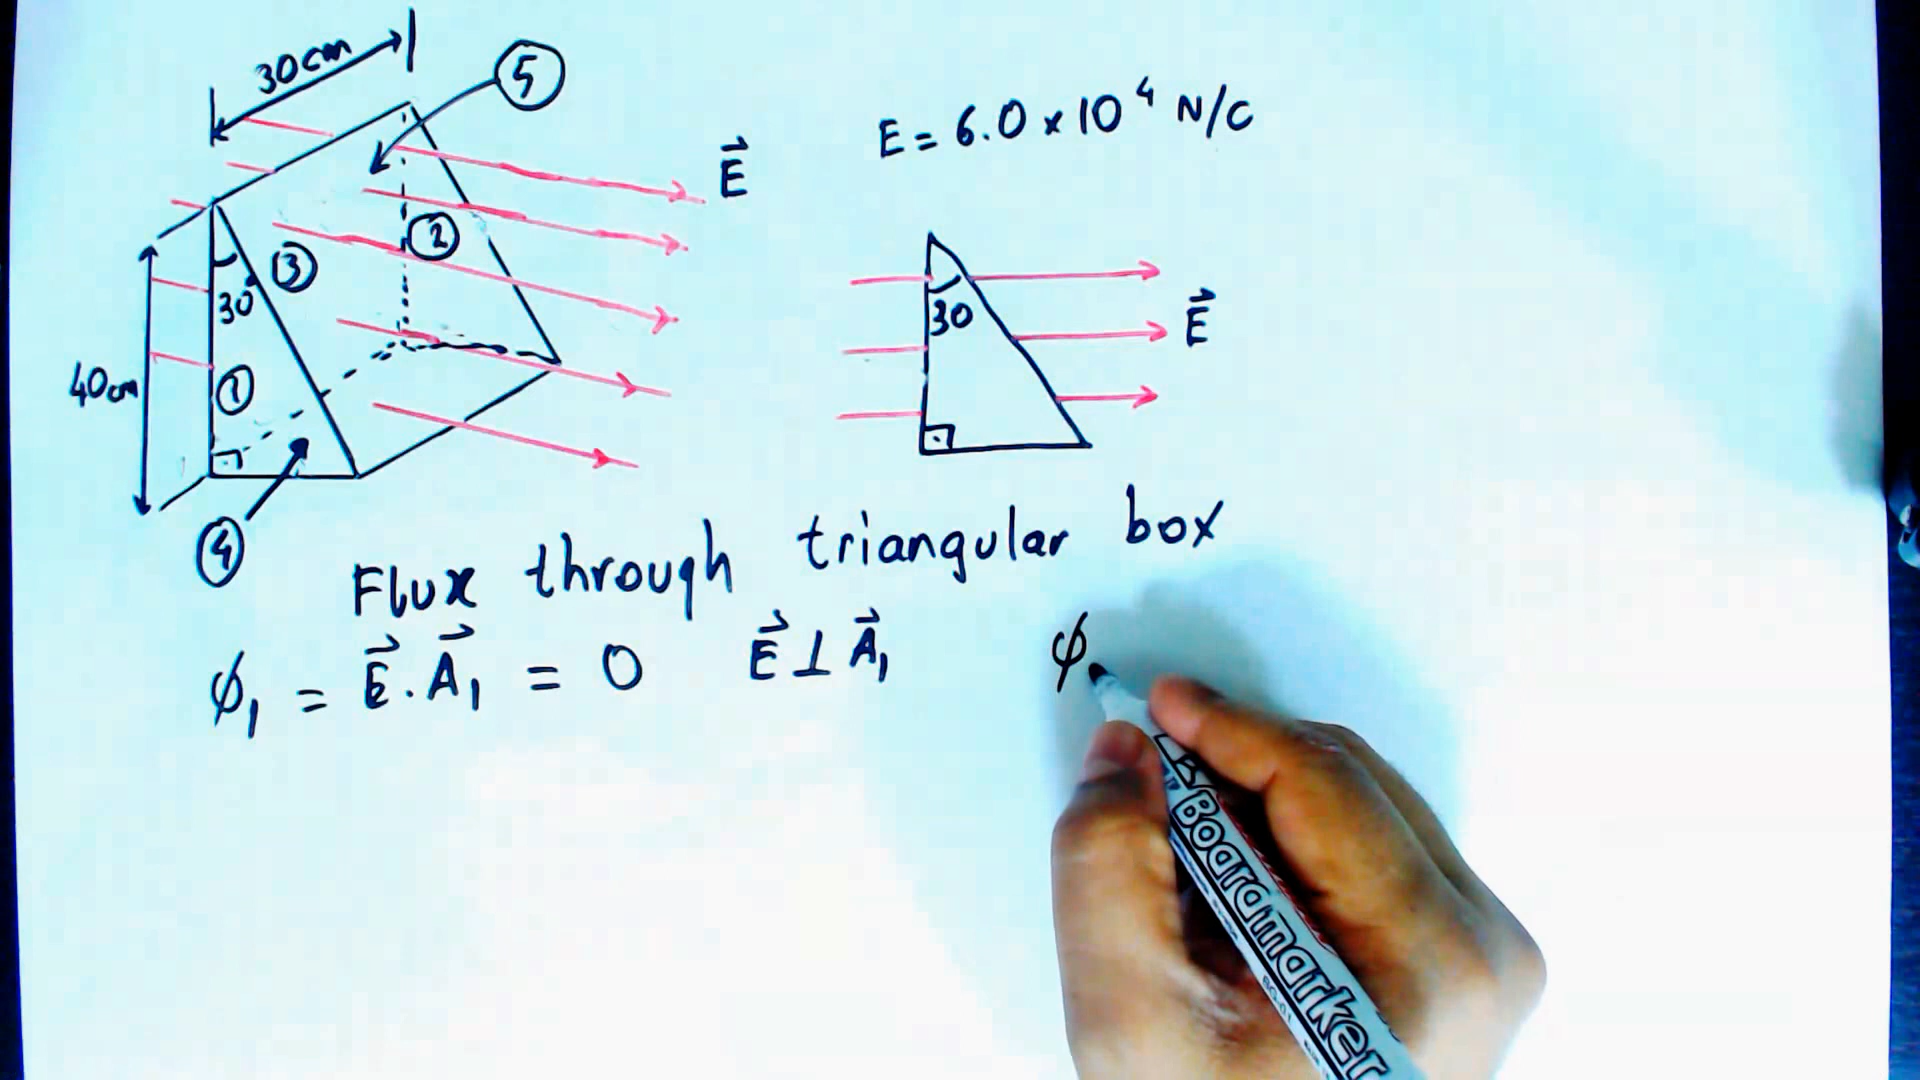 30cm
5
E⃗
E = 6.0 × 10⁴ N/C
2
3
30
30
E⃗
1
40cm
4
Flux through triangular box
ϕ₁ = E⃗ . A⃗₁ = 0 E⃗ ⊥ A⃗₁ ϕ
Boardmarker